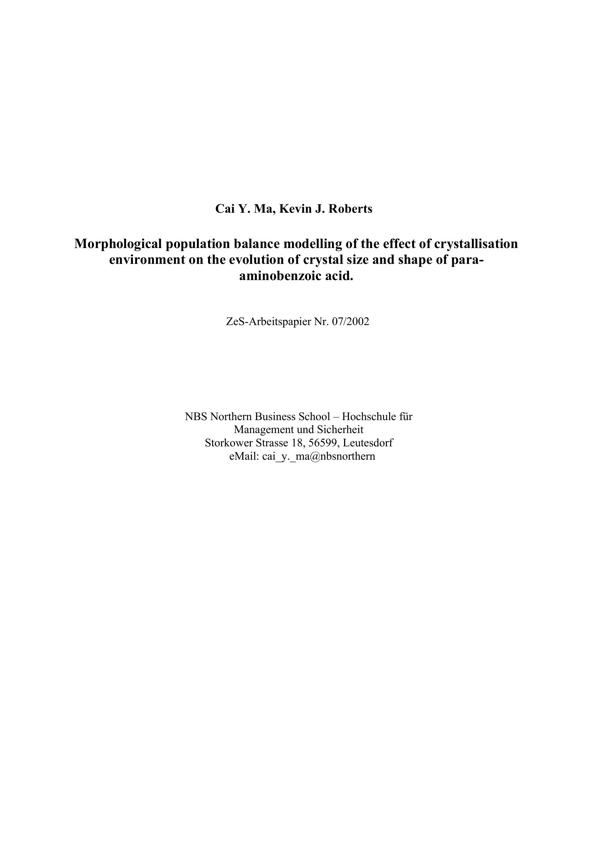 Cai Y. Ma, Kevin J. Roberts
Morphological population balance modelling of the effect of crystallisation
environment on the evolution of crystal size and shape of para-
aminobenzoic acid.
ZeS-Arbeitspapier Nr. 07/2002
NBS Northern Business School – Hochschule für
Management und Sicherheit
Storkower Strasse 18, 56599, Leutesdorf
eMail: cai_y._ma@nbsnorthern